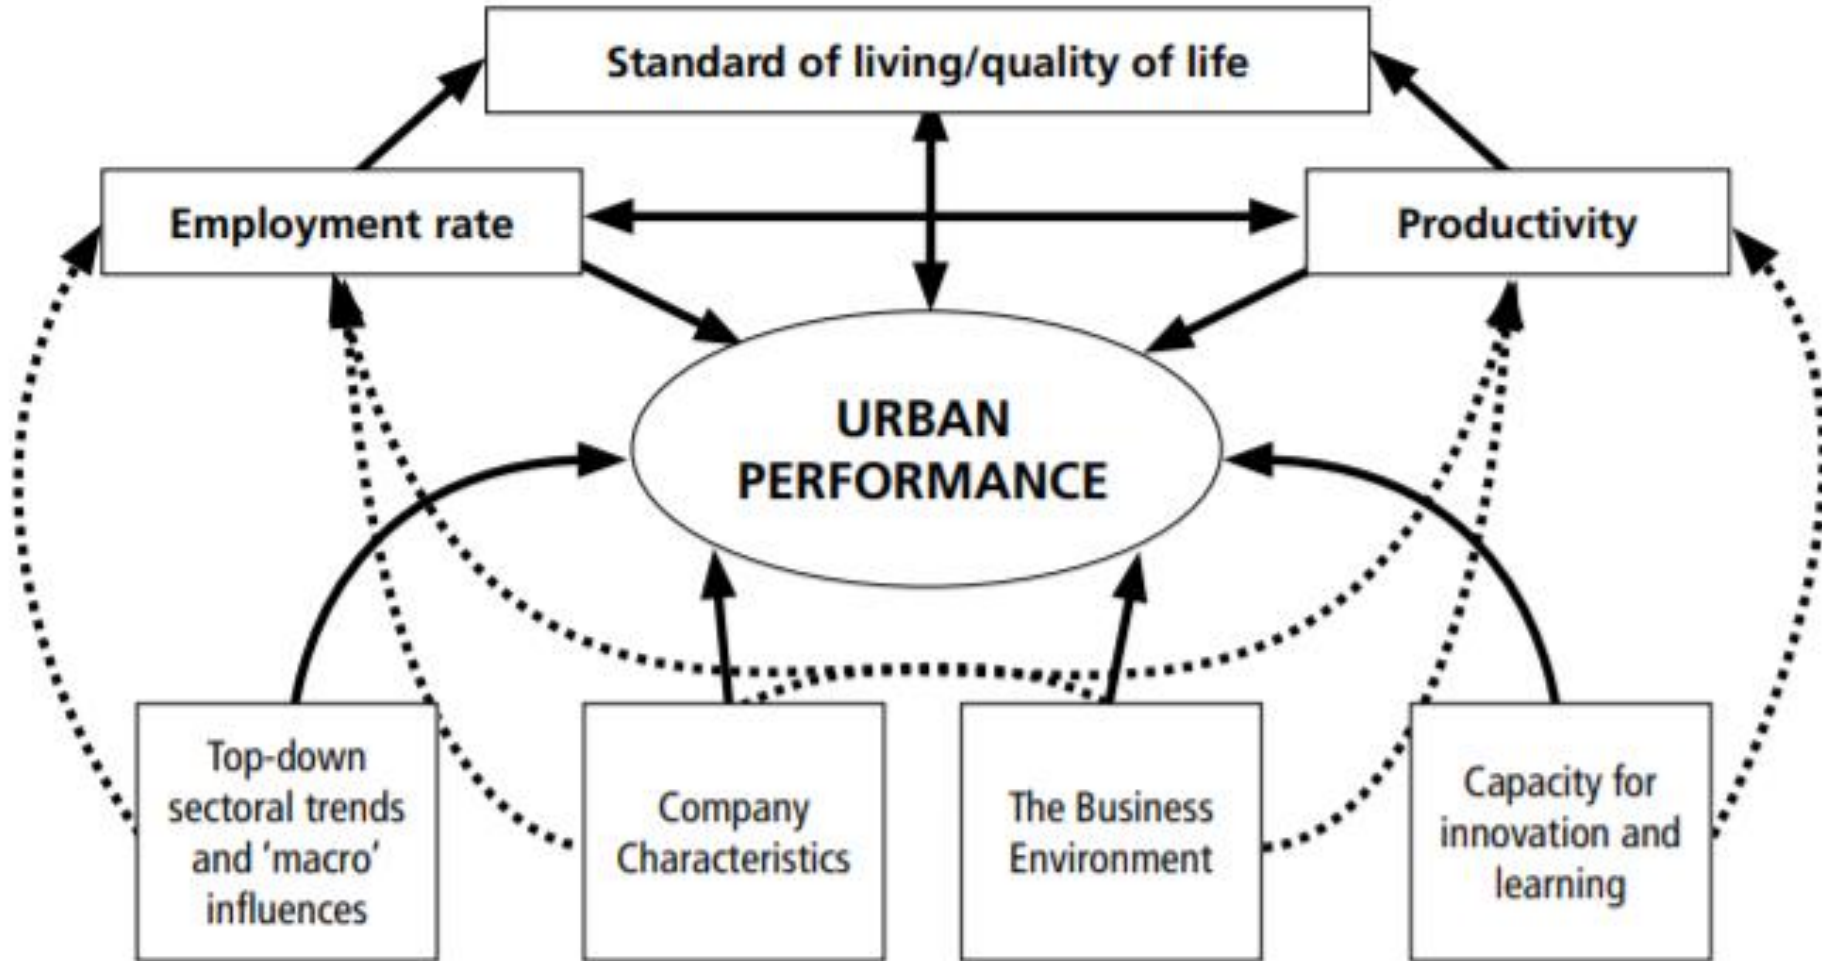 Standard of living/quality of life
Employment rate
Productivity
URBAN
PERFORMANCE
Top-down
sectoral trends
and ‘macro’
influences
Company
Characteristics
The Business
Environment
Capacity for
innovation and
learning